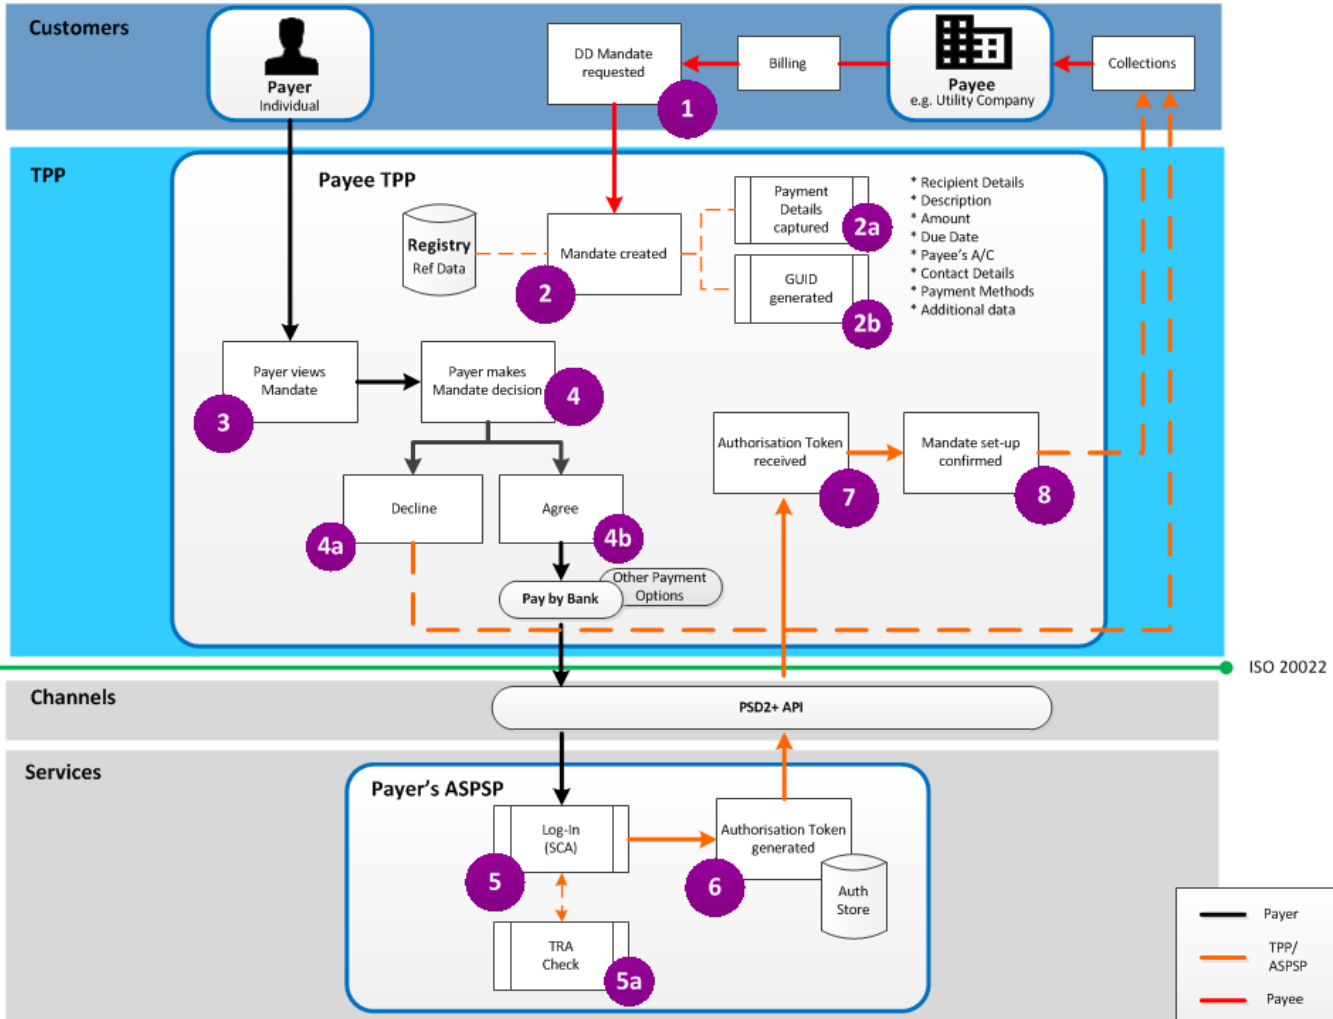 Customers
Payer
Individual
DD Mandate
requested
1
Billing
Payee
e.g. Utility Company
Collections
TPP
Payee TPP
Registry
Ref Data
Mandate created
2
Payment
Details
captured
2a
GUID
generated
2b
* Recipient Details
* Description
* Amount
* Due Date
* Payee's A/C
* Contact Details
* Payment Methods
* Additional data
Payer views
Mandate
3
Payer makes
Mandate decision
4
Decline
4a
Agree
4b
Pay by Bank
Other Payment
Options
Authorisation Token
received
7
Mandate set-up
confirmed
8
ISO 20022
Channels
PSD2+ API
Services
Payer's ASPSP
Log-In
(SCA)
5
TRA
Check
5a
Authorisation Token
generated
6
Auth
Store
Payer
TPP/
ASPSP
Payee